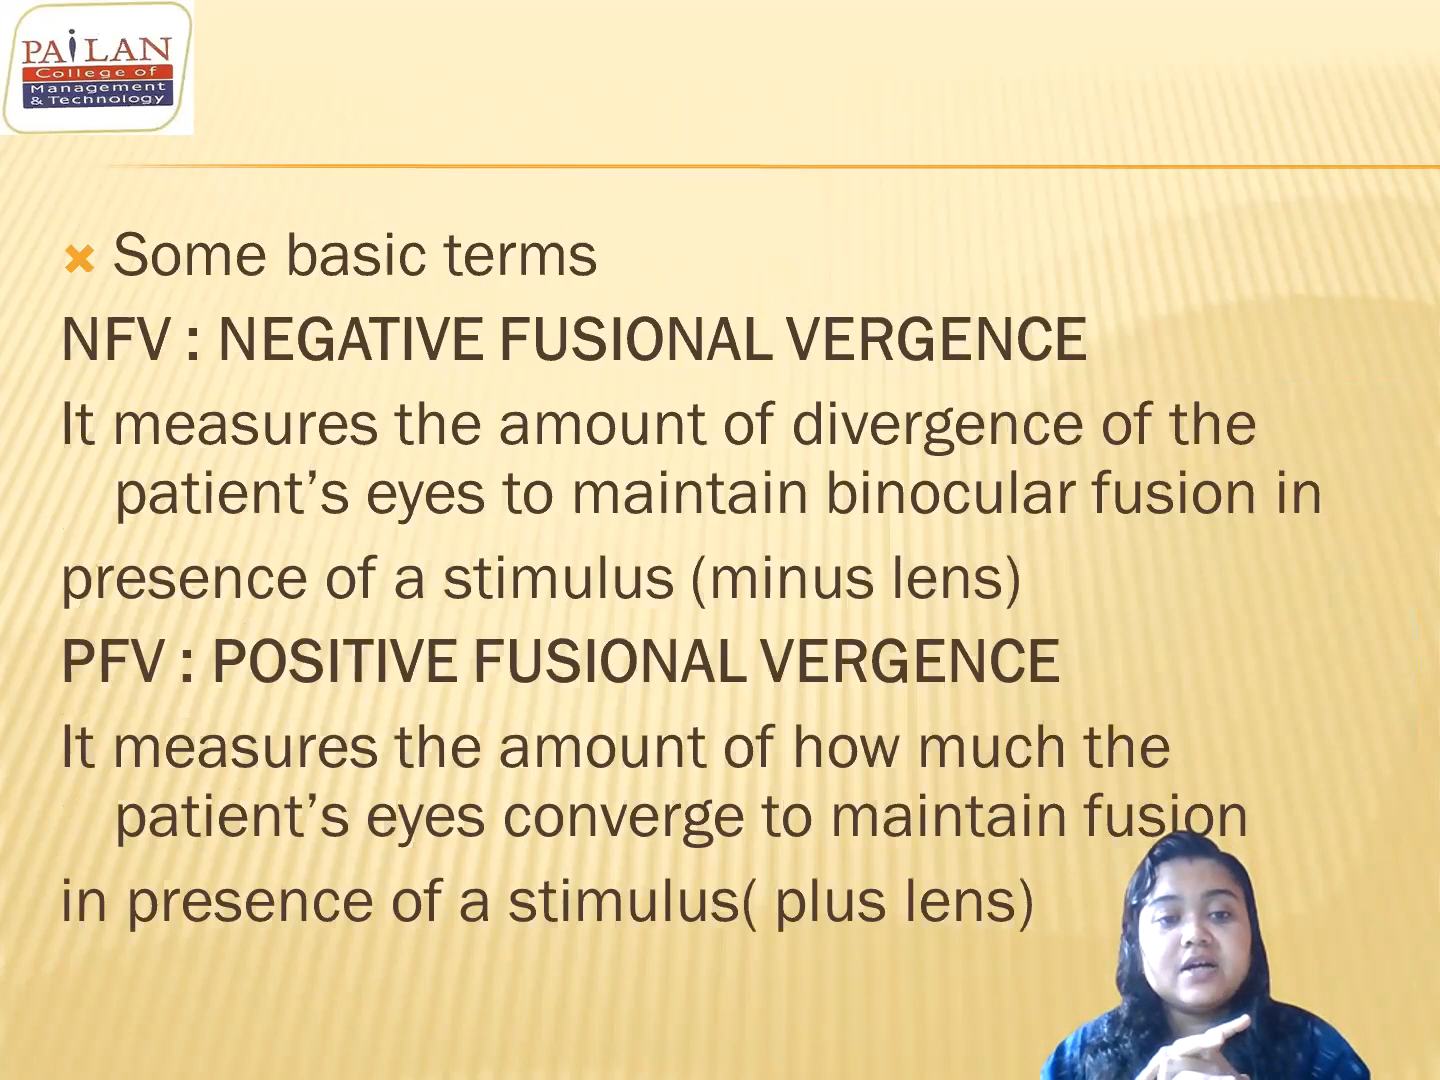 PAiLAN
College of
Management
& Technology
Some basic terms
NFV : NEGATIVE FUSIONAL VERGENCE
It measures the amount of divergence of the
patient’s eyes to maintain binocular fusion in
presence of a stimulus (minus lens)
PFV : POSITIVE FUSIONAL VERGENCE
It measures the amount of how much the
patient’s eyes converge to maintain fusion
in presence of a stimulus( plus lens)